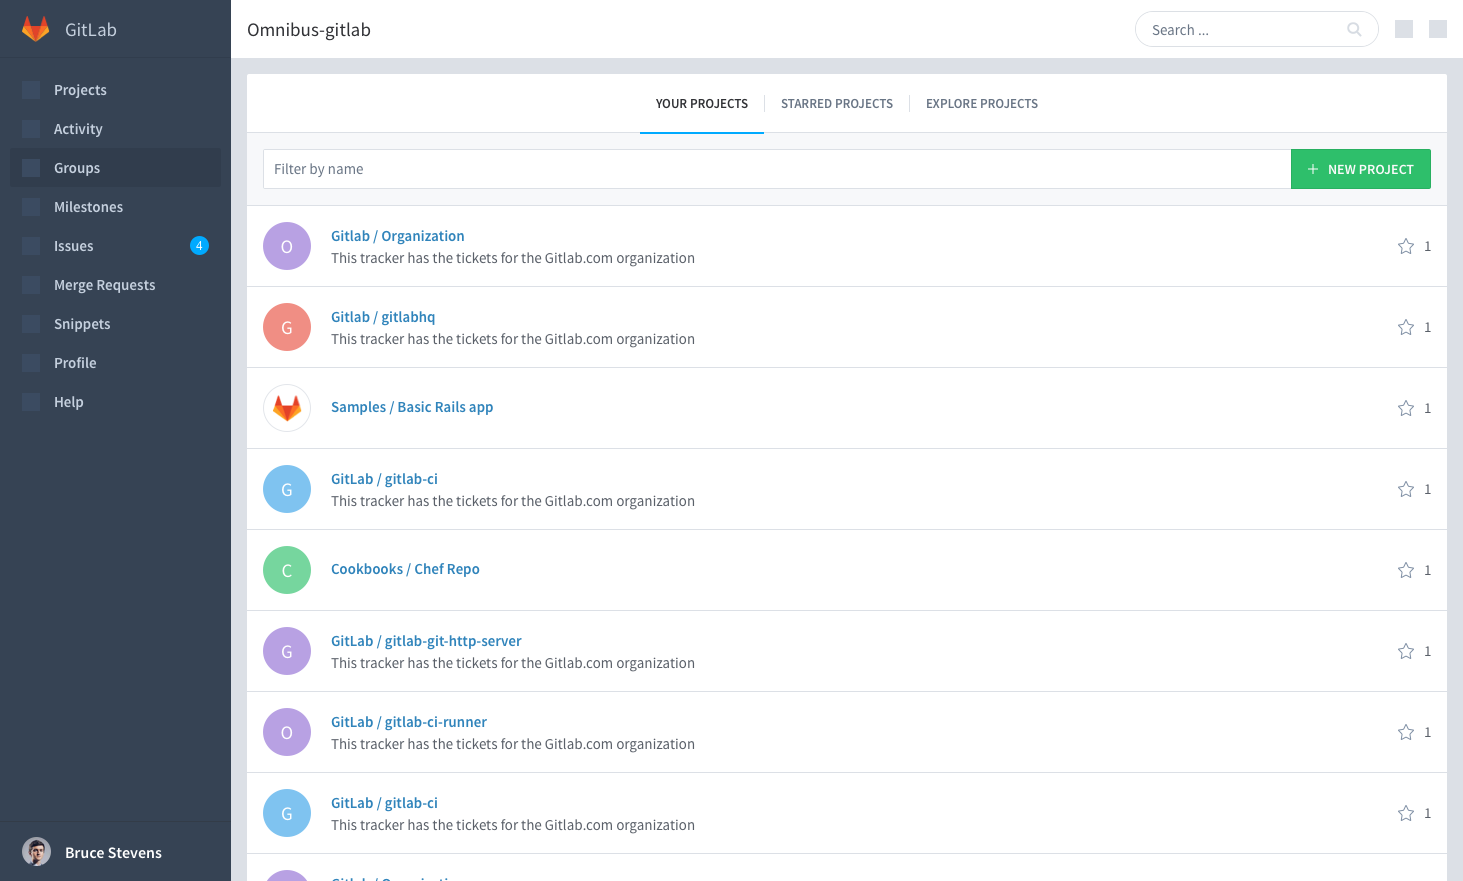 GitLab
Omnibus-gitlab
Search ...
Projects
Activity
Groups
Milestones
Issues
4
Merge Requests
Snippets
Profile
Help
Bruce Stevens
YOUR PROJECTS
STARRED PROJECTS
EXPLORE PROJECTS
Filter by name
+ NEW PROJECT
O
Gitlab / Organization
This tracker has the tickets for the Gitlab.com organization
1
G
Gitlab / gitlabhq
This tracker has the tickets for the Gitlab.com organization
1
Samples / Basic Rails app
1
G
GitLab / gitlab-ci
This tracker has the tickets for the Gitlab.com organization
1
C
Cookbooks / Chef Repo
1
G
GitLab / gitlab-git-http-server
This tracker has the tickets for the Gitlab.com organization
1
O
GitLab / gitlab-ci-runner
This tracker has the tickets for the Gitlab.com organization
1
G
GitLab / gitlab-ci
This tracker has the tickets for the Gitlab.com organization
1